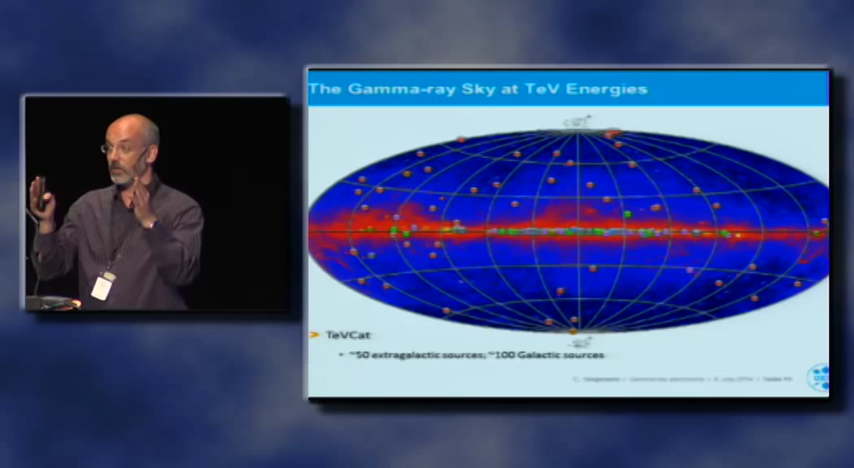 The Gamma-ray Sky at TeV Energies
➤ TeVCat
• ~50 extragalactic sources; ~100 Galactic sources